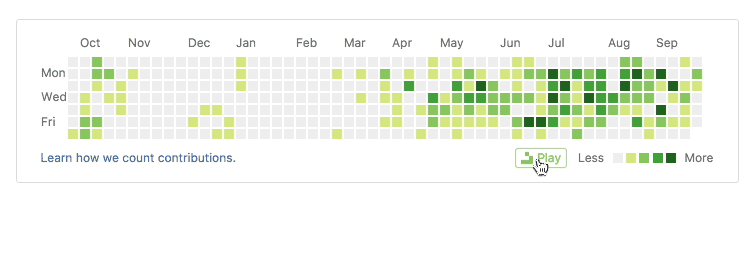 Oct Nov Dec Jan Feb Mar Apr May Jun Jul Aug Sep
Mon
Wed
Fri
Learn how we count contributions. Play Less More